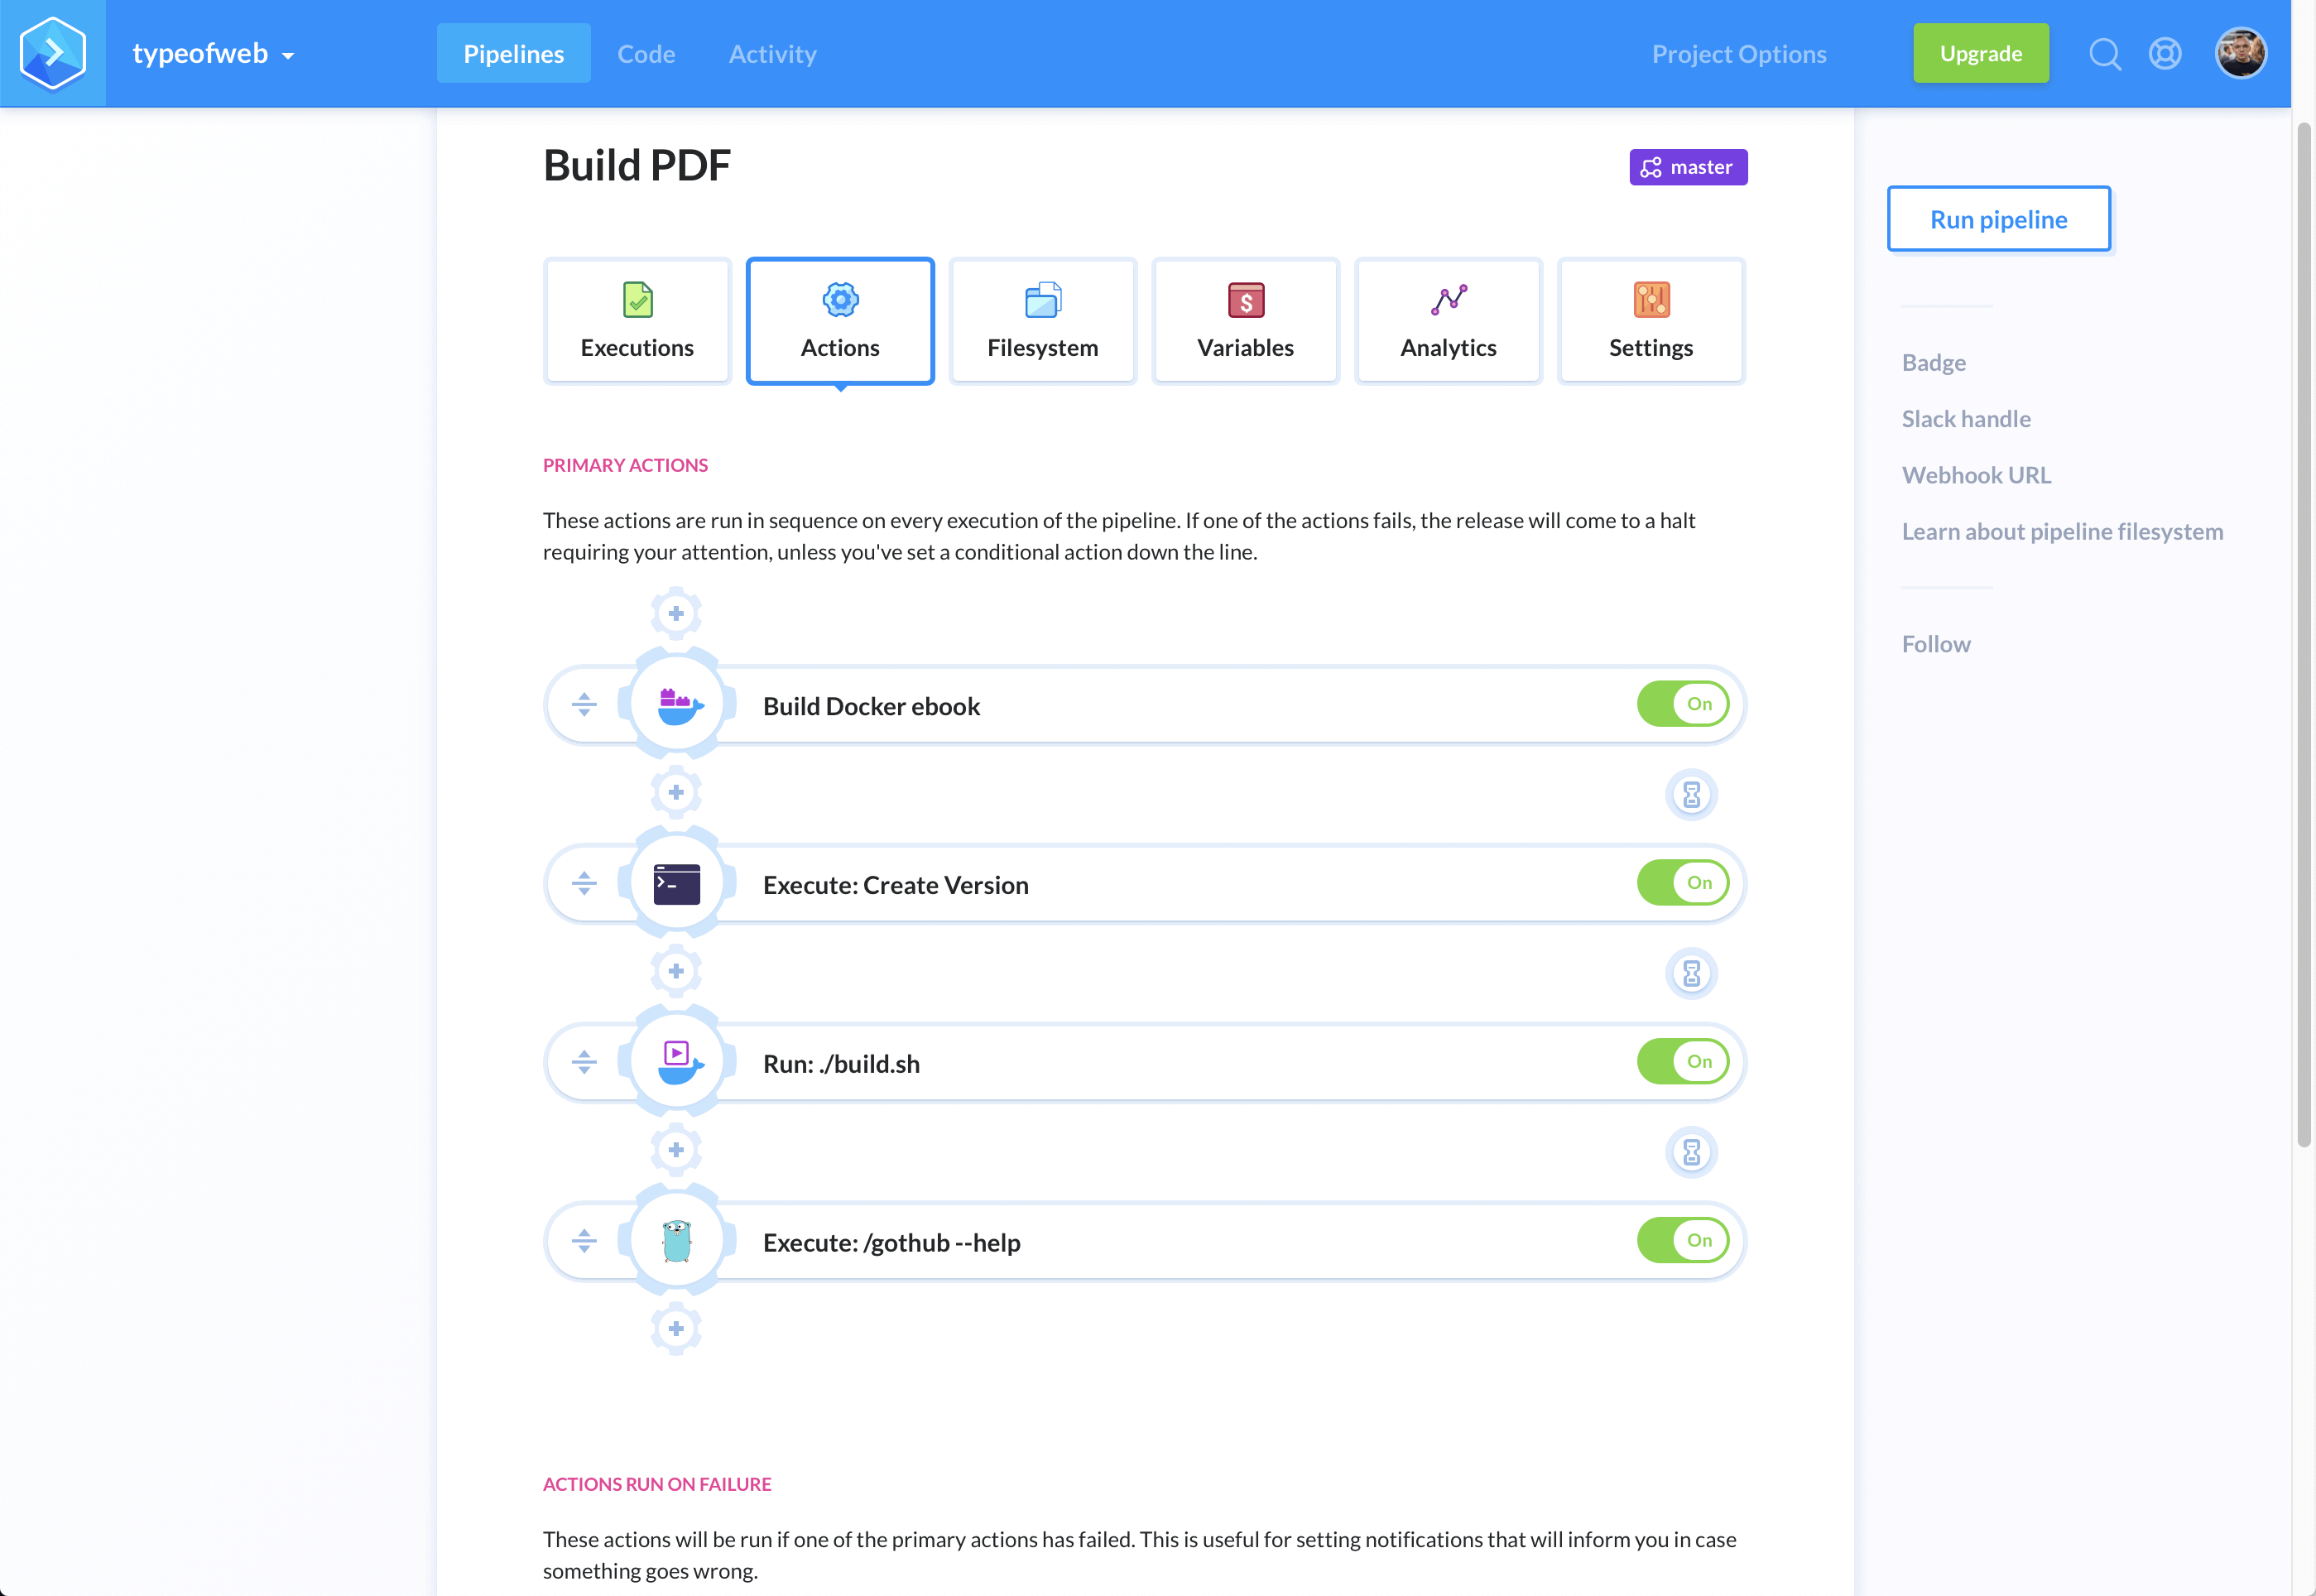 typeofweb
Pipelines
Code
Activity
Project Options
Upgrade
Build PDF
master
Run pipeline
Executions
Actions
Filesystem
Variables
Analytics
Settings
Badge
Slack handle
Webhook URL
Learn about pipeline filesystem
Follow
PRIMARY ACTIONS
These actions are run in sequence on every execution of the pipeline. If one of the actions fails, the release will come to a halt
requiring your attention, unless you've set a conditional action down the line.
Build Docker ebook
On
Execute: Create Version
On
Run: ./build.sh
On
Execute: /gothub --help
On
ACTIONS RUN ON FAILURE
These actions will be run if one of the primary actions has failed. This is useful for setting notifications that will inform you in case
something goes wrong.